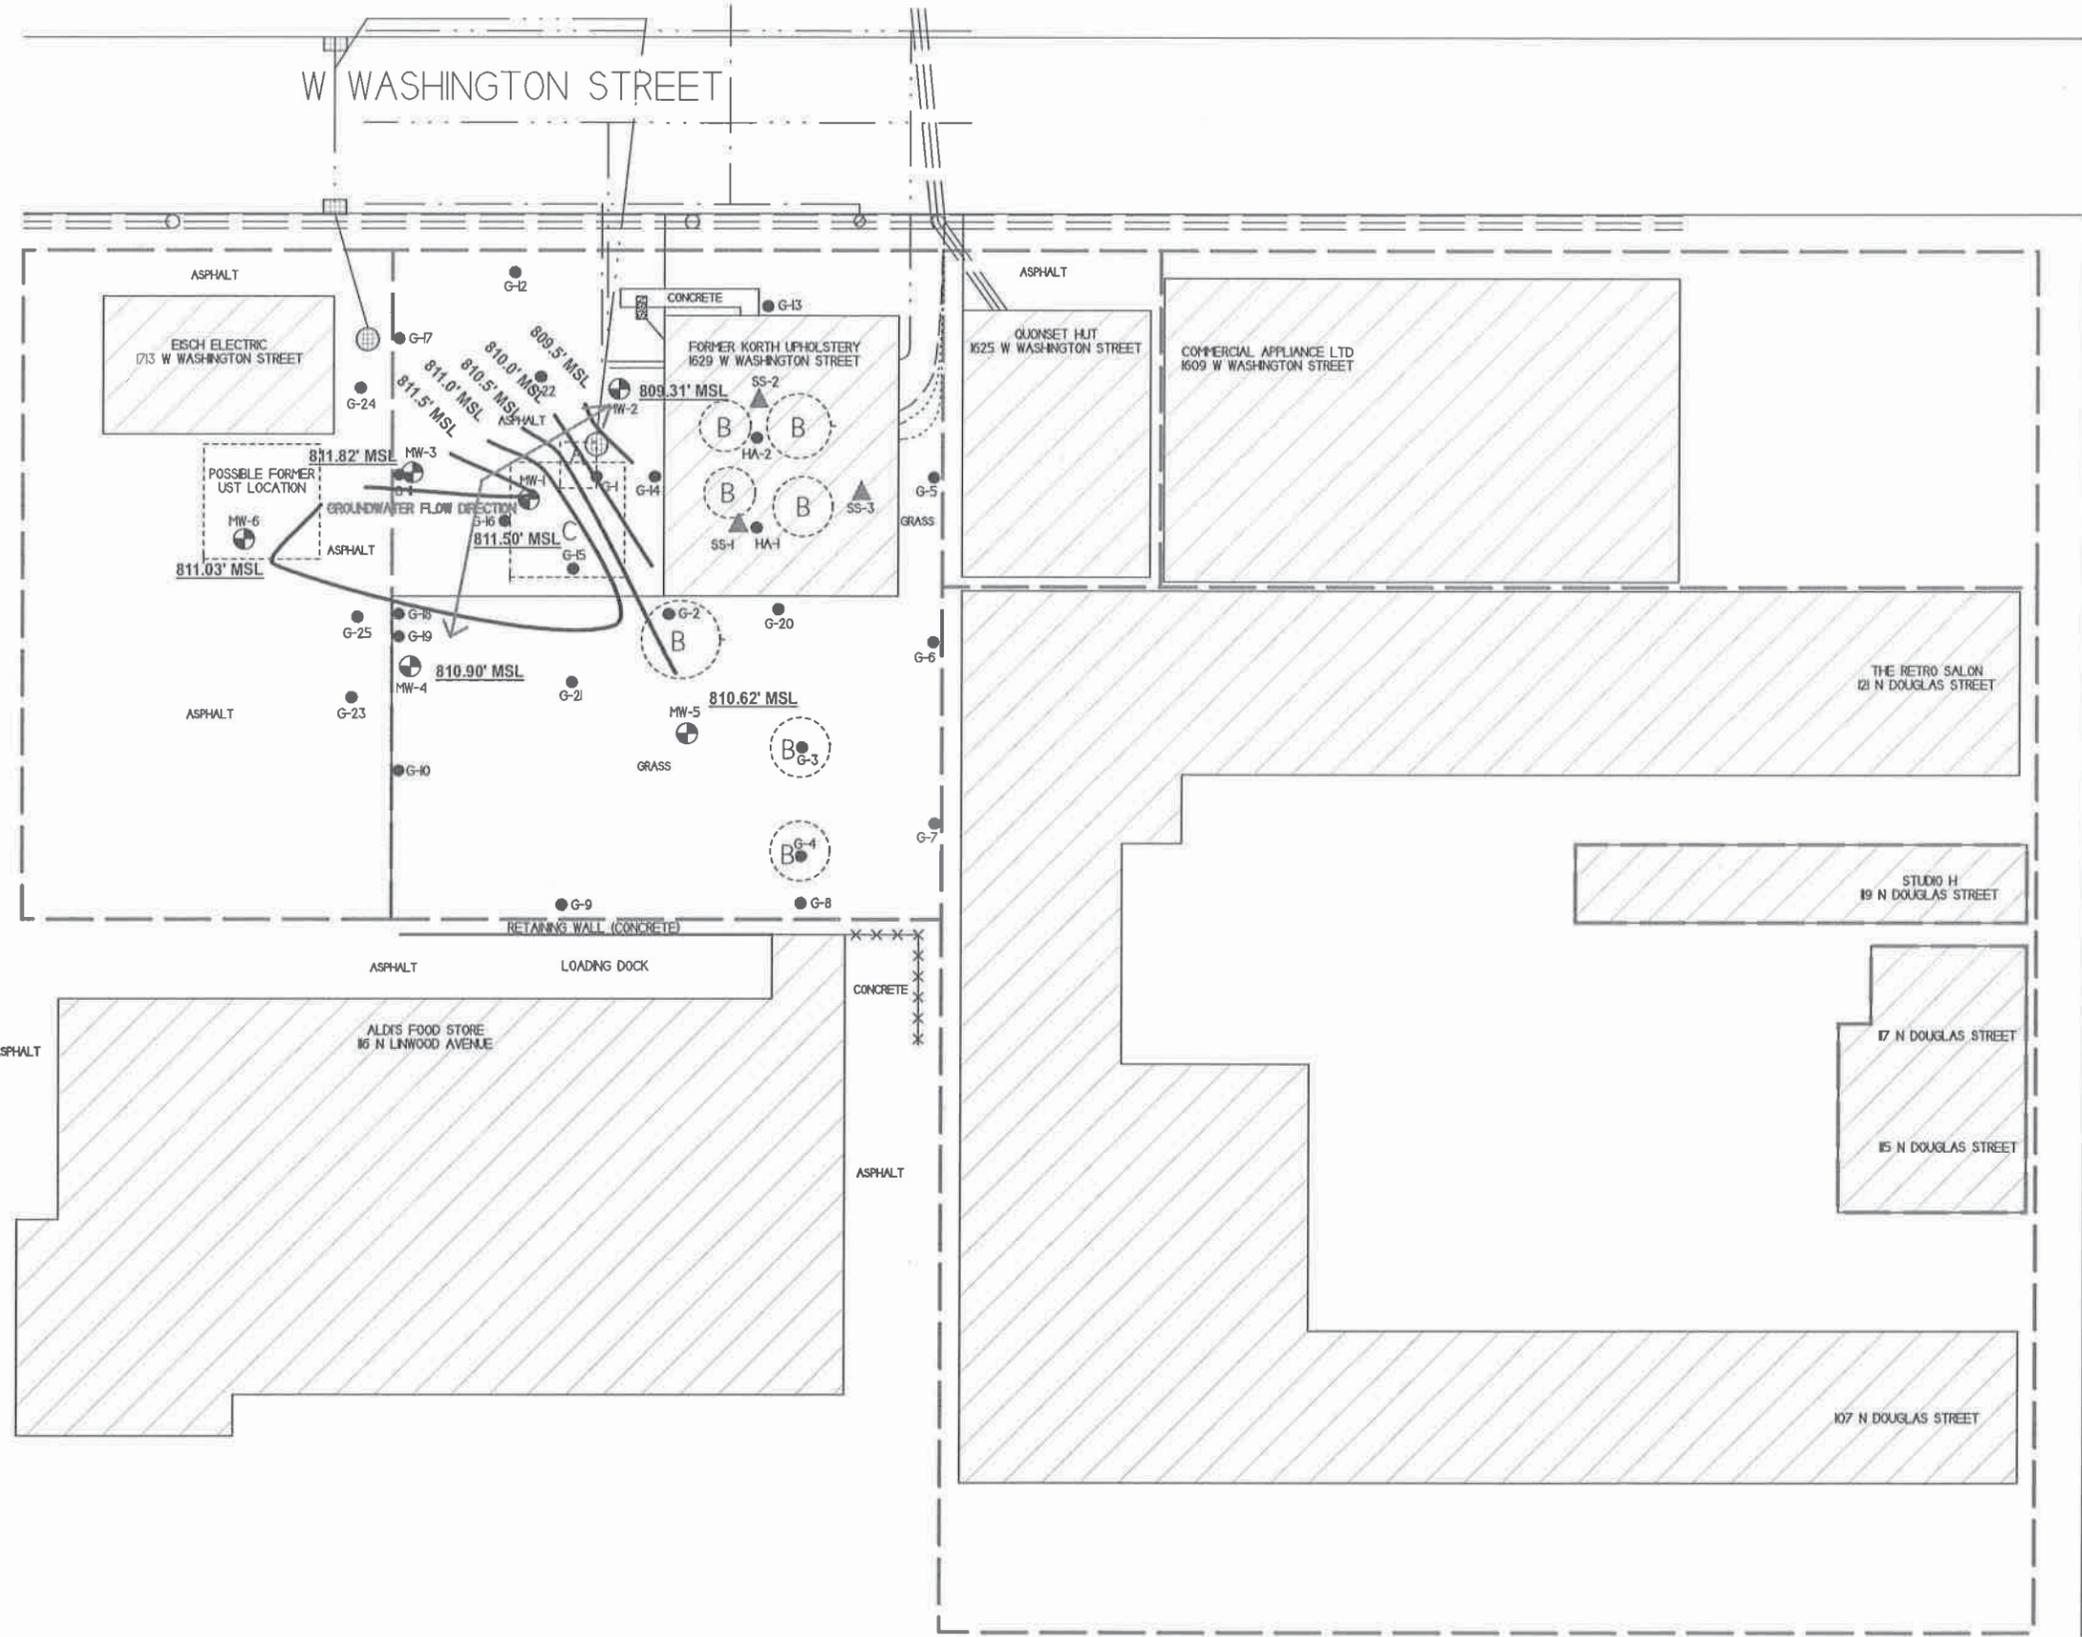 W WASHINGTON STREET
ASPHALT
ASPHALT
G-12
CONCRETE
G-13
EISCH ELECTRIC
1713 W WASHINGTON STREET
G-17
809.5' MSL
810.0' MSL
810.5' MSL
811.0' MSL
811.5' MSL
FORMER KORTH UPHOLSTERY
1629 W WASHINGTON STREET
QUONSET HUT
1625 W WASHINGTON STREET
COMMERCIAL APPLIANCE LTD
1609 W WASHINGTON STREET
G-24
SS-2
809.31' MSL
MW-2
ASPHALT
B
B
HA-2
811.82' MSL
MW-3
POSSIBLE FORMER
UST LOCATION
MW-1
G-1
G-14
G-5
B
B
SS-3
GROUNDWATER FLOW DIRECTION
MW-6
G-16
C
811.50' MSL
SS-1
HA-1
GRASS
ASPHALT
G-15
811.03' MSL
G-18
G-25
G-19
G-2
B
G-20
G-6
810.90' MSL
MW-4
G-21
810.62' MSL
THE RETRO SALON
121 N DOUGLAS STREET
G-23
ASPHALT
MW-5
B
G-3
GRASS
G-10
G-7
B
G-4
G-9
G-8
STUDIO H
119 N DOUGLAS STREET
RETAINING WALL (CONCRETE)
ASPHALT
LOADING DOCK
CONCRETE
ALDI'S FOOD STORE
116 N LINWOOD AVENUE
SPHALT
117 N DOUGLAS STREET
115 N DOUGLAS STREET
ASPHALT
107 N DOUGLAS STREET